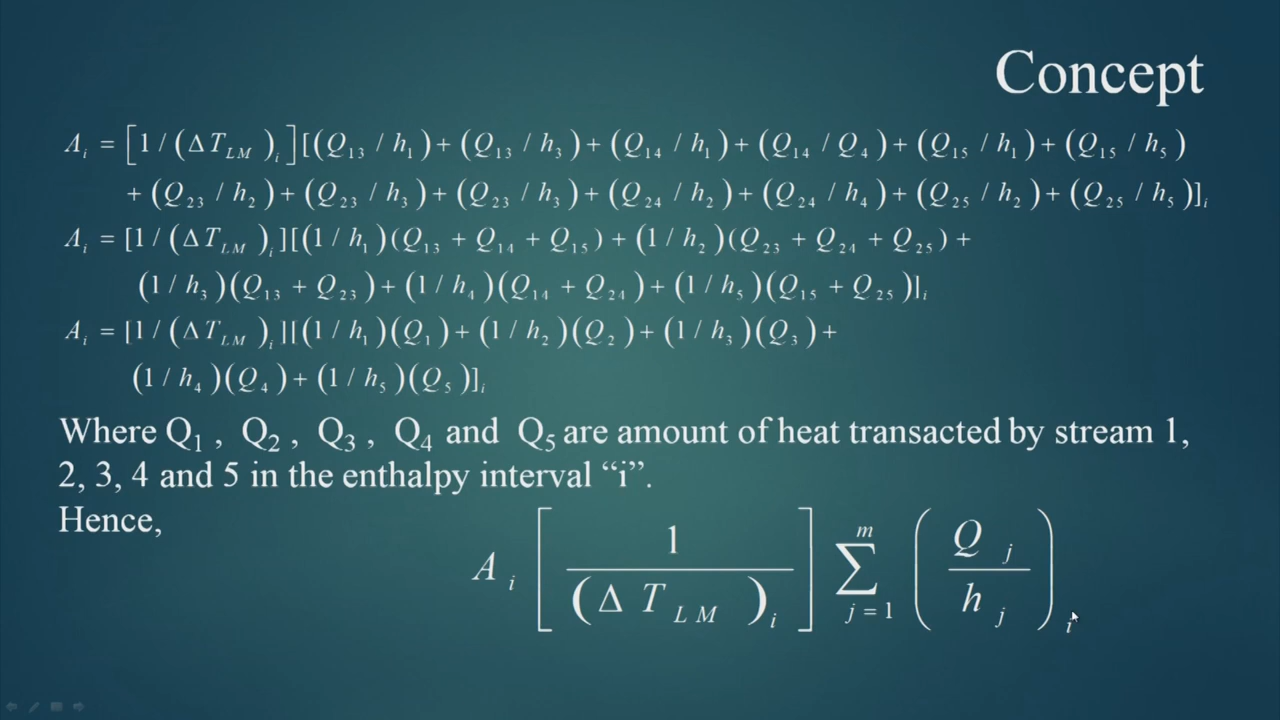 Concept
A_i = [1 / (ΔT_LM)_i][(Q_13 / h_1) + (Q_13 / h_3) + (Q_14 / h_1) + (Q_14 / Q_4) + (Q_15 / h_1) + (Q_15 / h_5)
+ (Q_23 / h_2) + (Q_23 / h_3) + (Q_23 / h_3) + (Q_24 / h_2) + (Q_24 / h_4) + (Q_25 / h_2) + (Q_25 / h_5)]_i
A_i = [1 / (ΔT_LM)_i][(1 / h_1)(Q_13 + Q_14 + Q_15) + (1 / h_2)(Q_23 + Q_24 + Q_25) +
(1 / h_3)(Q_13 + Q_23) + (1 / h_4)(Q_14 + Q_24) + (1 / h_5)(Q_15 + Q_25)]_i
A_i = [1 / (ΔT_LM)_i][(1 / h_1)(Q_1) + (1 / h_2)(Q_2) + (1 / h_3)(Q_3) +
(1 / h_4)(Q_4) + (1 / h_5)(Q_5)]_i
Where Q_1 , Q_2 , Q_3 , Q_4 and Q_5 are amount of heat transacted by stream 1,
2, 3, 4 and 5 in the enthalpy interval “i”.
Hence,
A_i [1 / (ΔT_LM)_i] ∑_{j=1}^{m} (Q_j / h_j)_i